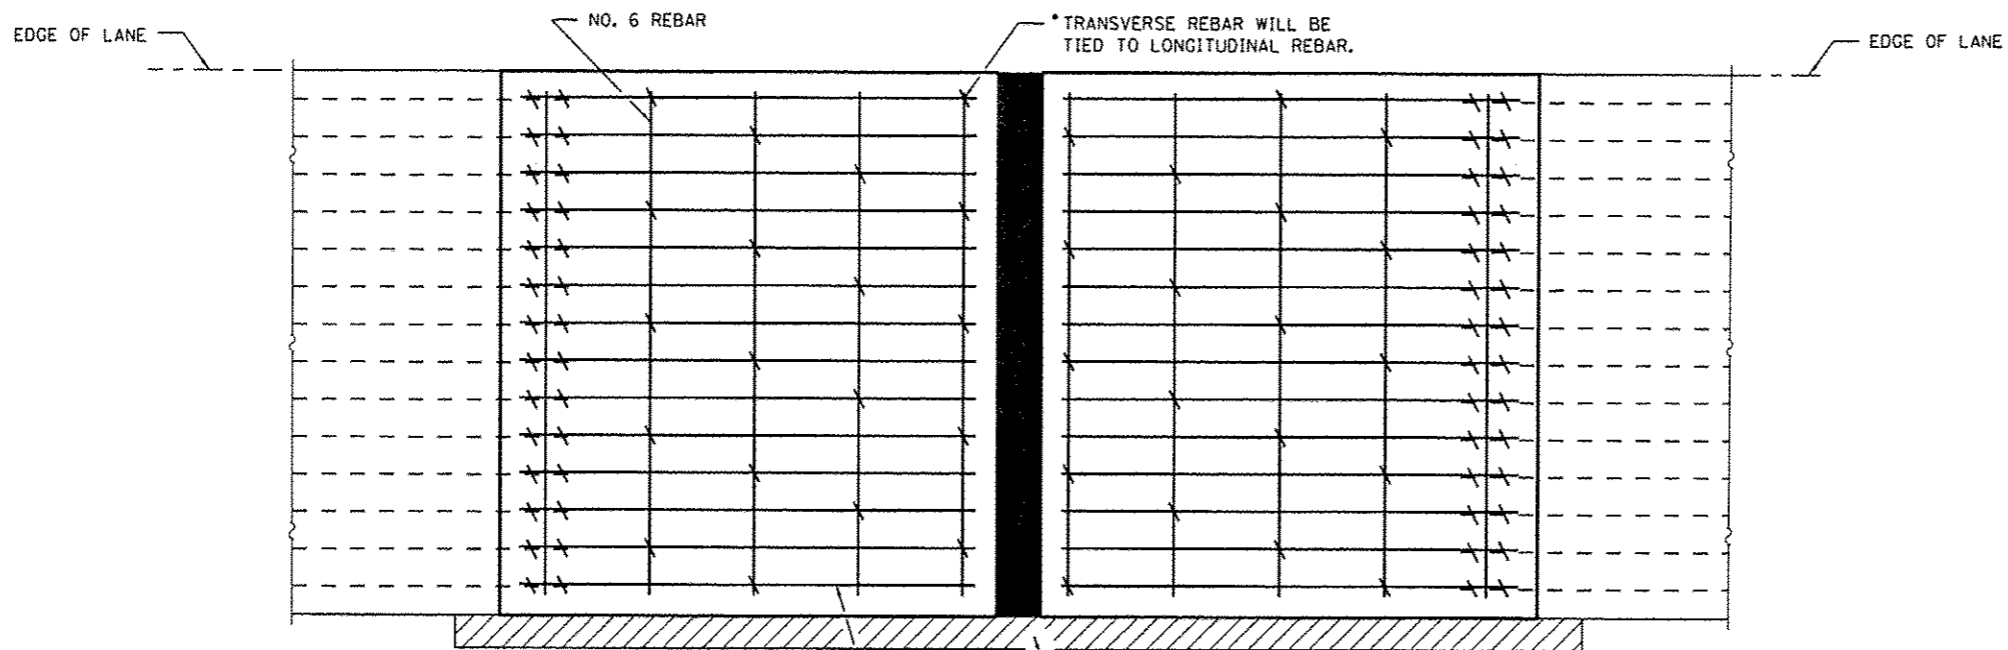 EDGE OF LANE
NO. 6 REBAR
* TRANSVERSE REBAR WILL BE
TIED TO LONGITUDINAL REBAR.
EDGE OF LANE